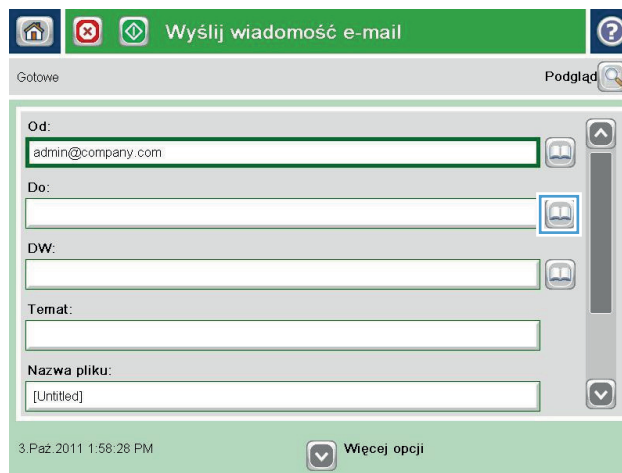 Wyślij wiadomość e-mail
?
Gotowe Podgląd
Od:
admin@company.com
Do:
DW:
Temat:
Nazwa pliku:
[Untitled]
3.Paź.2011 1:58:28 PM Więcej opcji